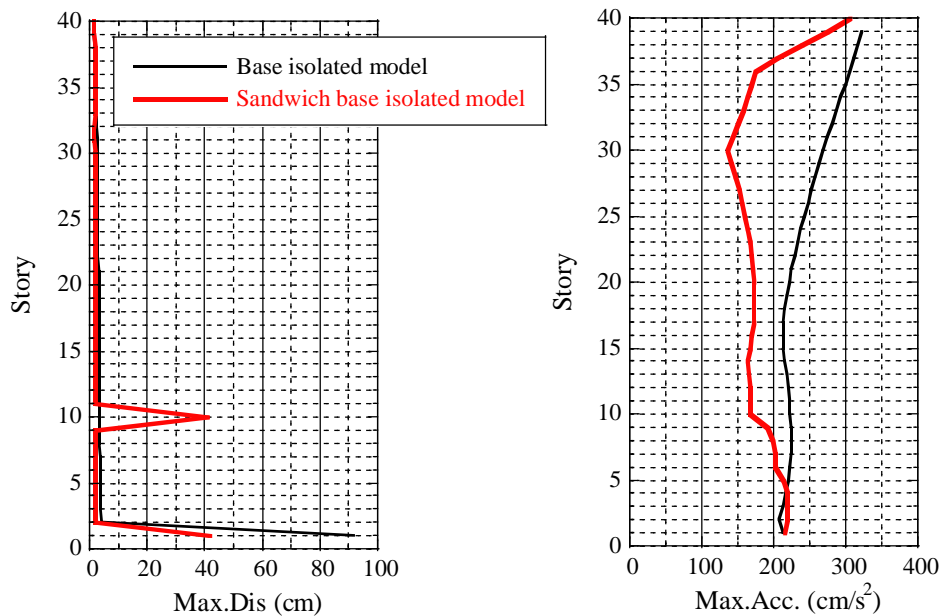 40
35
30
25
20
15
10
5
0
Story
0 20 40 60 80 100
Max.Dis (cm)
Base isolated model
Sandwich base isolated model
40
35
30
25
20
15
10
5
0
Story
0 100 200 300 400
Max.Acc. (cm/s²)